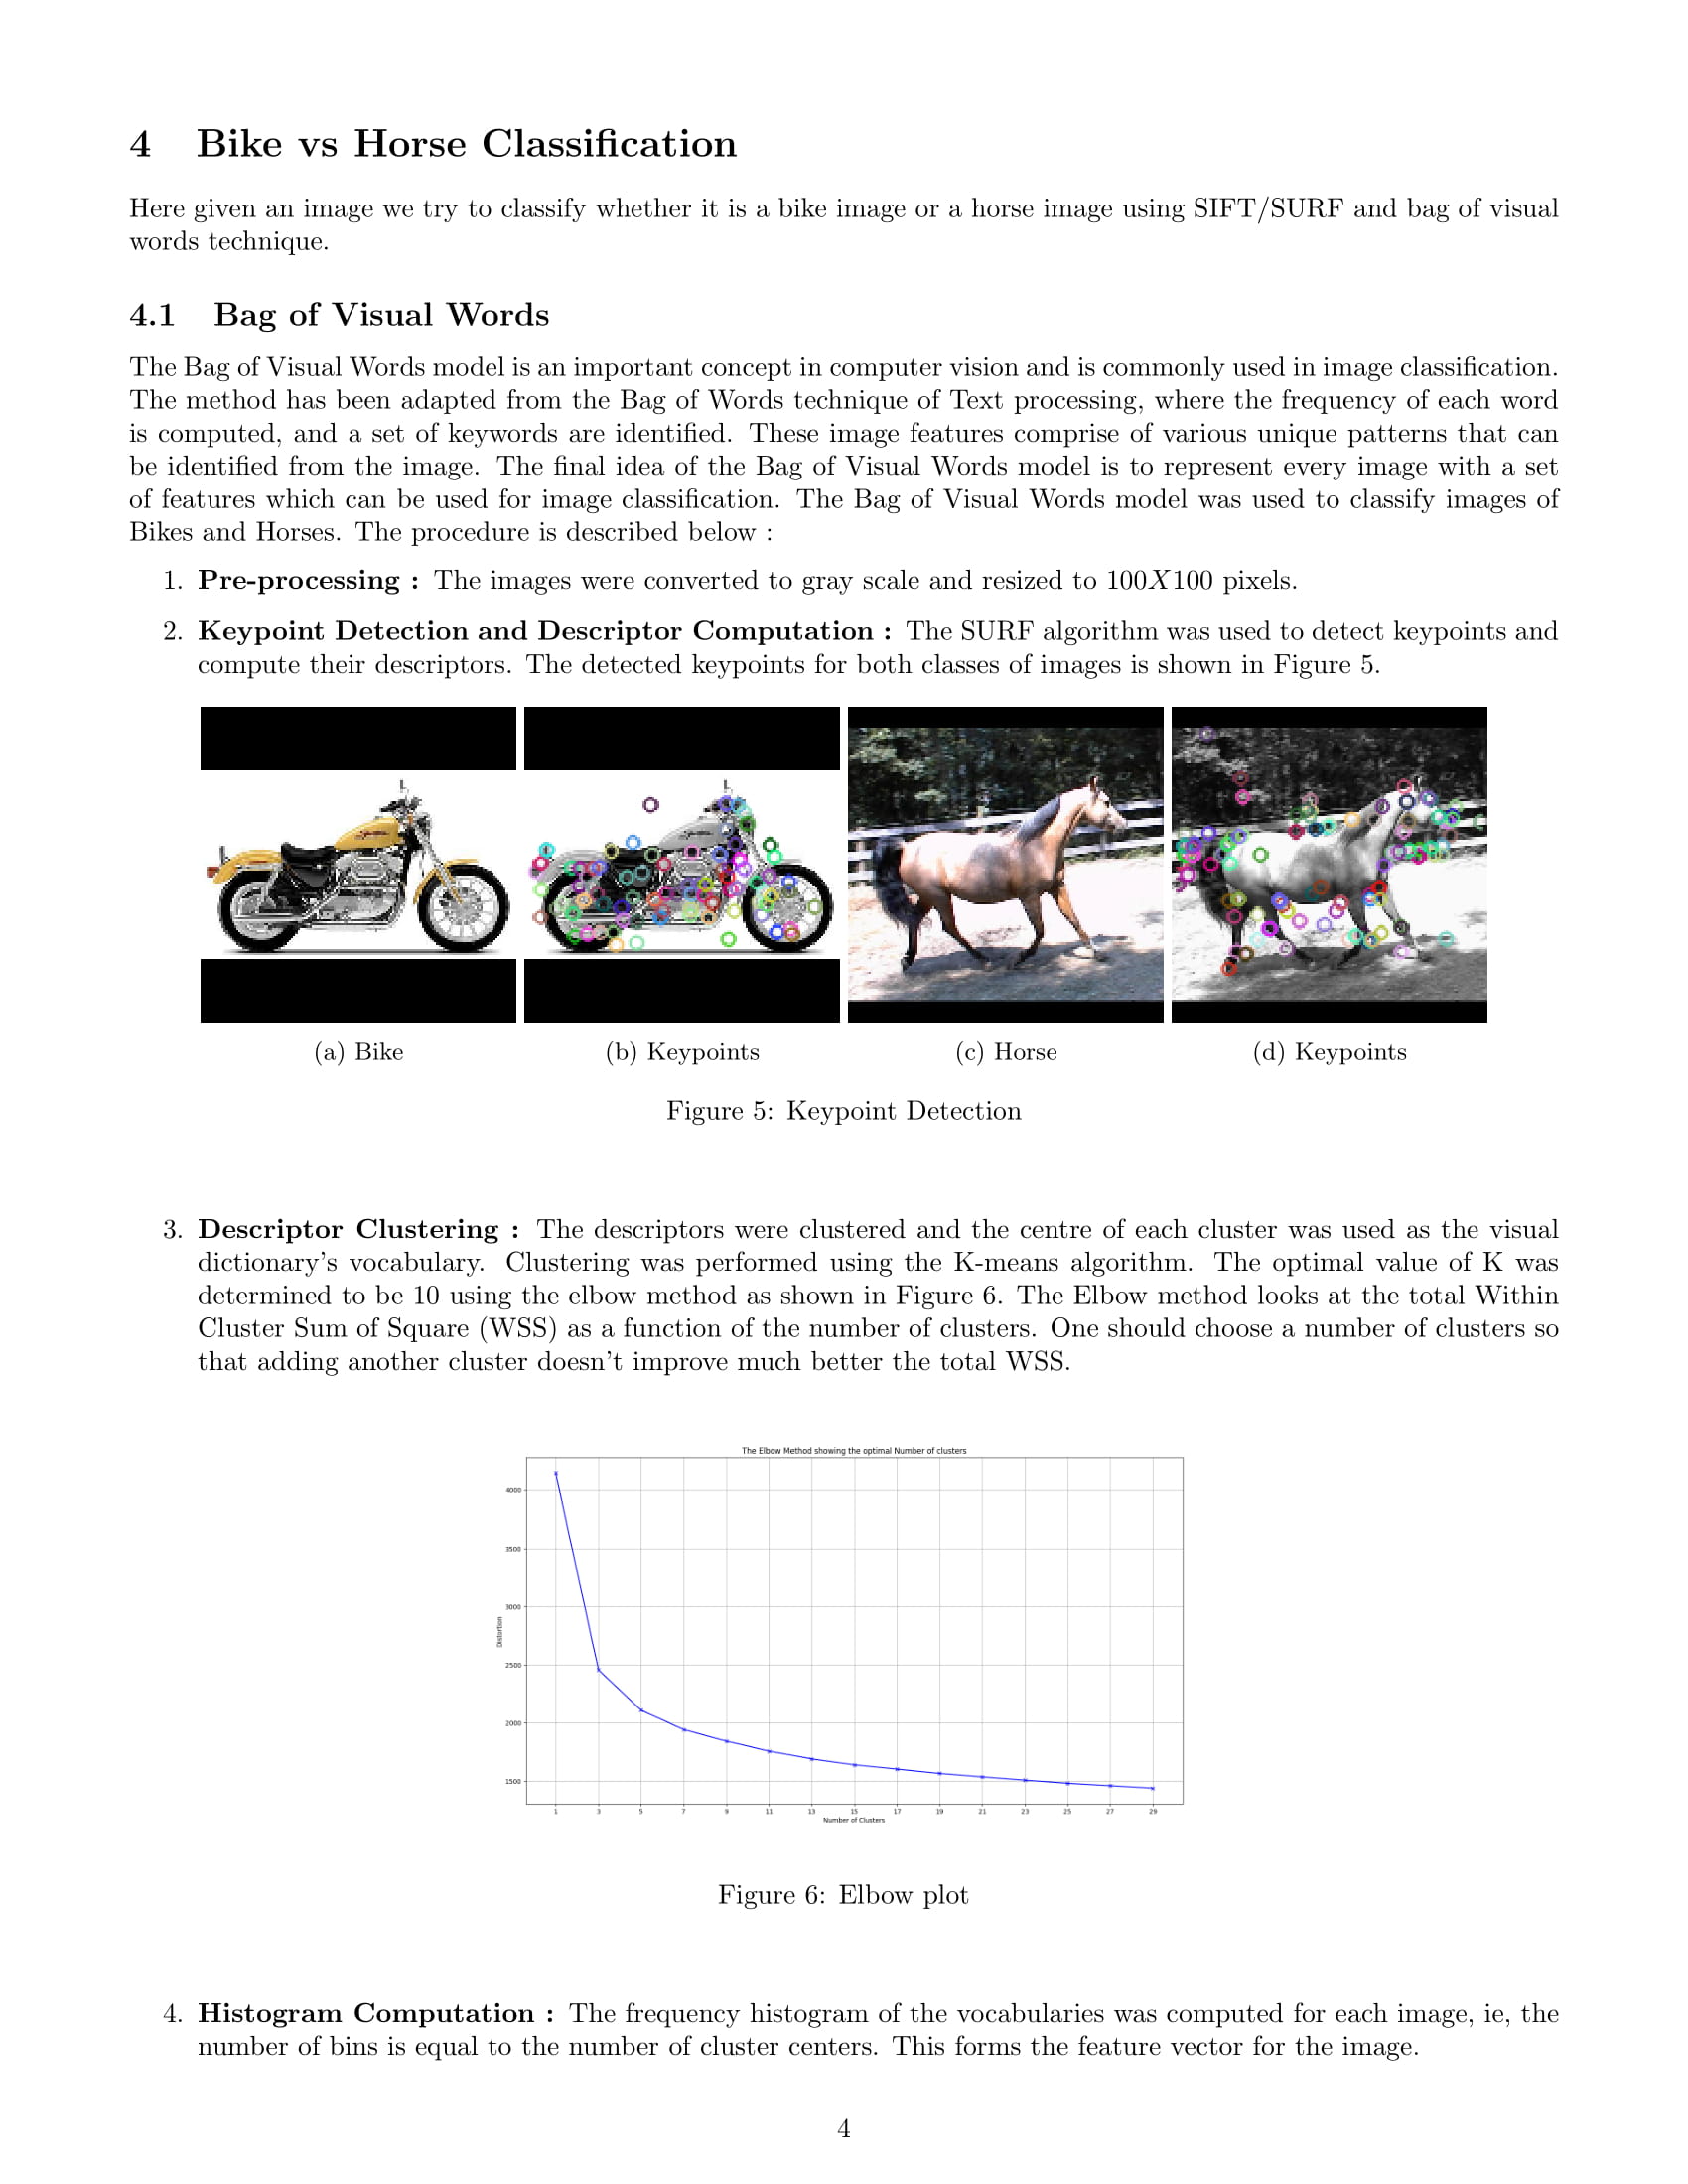 4 Bike vs Horse Classification
Here given an image we try to classify whether it is a bike image or a horse image using SIFT/SURF and bag of visual
words technique.
4.1 Bag of Visual Words
The Bag of Visual Words model is an important concept in computer vision and is commonly used in image classification.
The method has been adapted from the Bag of Words technique of Text processing, where the frequency of each word
is computed, and a set of keywords are identified. These image features comprise of various unique patterns that can
be identified from the image. The final idea of the Bag of Visual Words model is to represent every image with a set
of features which can be used for image classification. The Bag of Visual Words model was used to classify images of
Bikes and Horses. The procedure is described below :
1. Pre-processing : The images were converted to gray scale and resized to 100X100 pixels.
2. Keypoint Detection and Descriptor Computation : The SURF algorithm was used to detect keypoints and
compute their descriptors. The detected keypoints for both classes of images is shown in Figure 5.
(a) Bike
(b) Keypoints
(c) Horse
(d) Keypoints
Figure 5: Keypoint Detection
3. Descriptor Clustering : The descriptors were clustered and the centre of each cluster was used as the visual
dictionary's vocabulary. Clustering was performed using the K-means algorithm. The optimal value of K was
determined to be 10 using the elbow method as shown in Figure 6. The Elbow method looks at the total Within
Cluster Sum of Square (WSS) as a function of the number of clusters. One should choose a number of clusters so
that adding another cluster doesn't improve much better the total WSS.
The Elbow Method showing the optimal Number of clusters
4000
3500
3000
2500
2000
1500
Distortion
1 3 5 7 9 11 13 15 17 19 21 23 25 27 29
Number of Clusters
Figure 6: Elbow plot
4. Histogram Computation : The frequency histogram of the vocabularies was computed for each image, ie, the
number of bins is equal to the number of cluster centers. This forms the feature vector for the image.
4